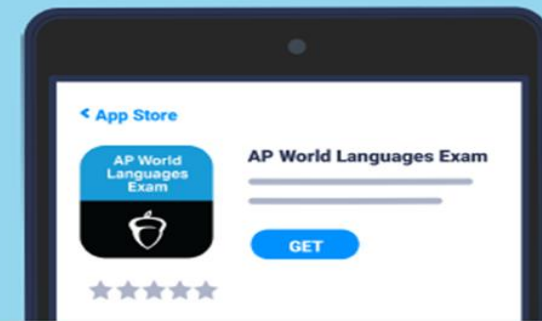 < App Store
AP World
Languages
Exam
AP World Languages Exam
GET